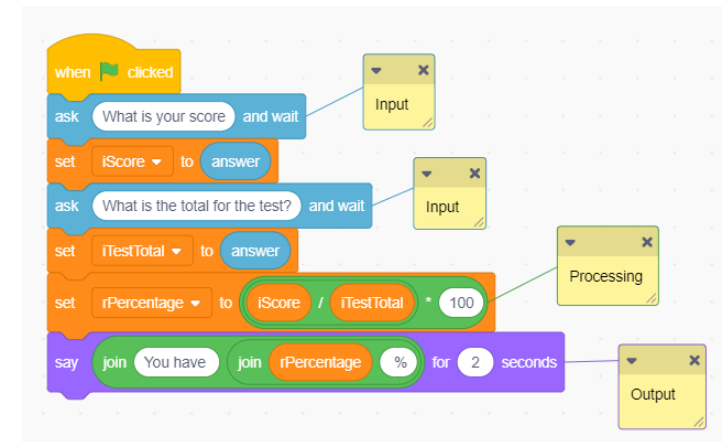 when clicked
ask What is your score and wait
Input
set iScore to answer
ask What is the total for the test? and wait
Input
set iTestTotal to answer
set rPercentage to iScore / iTestTotal * 100
Processing
say join You have join rPercentage % for 2 seconds
Output